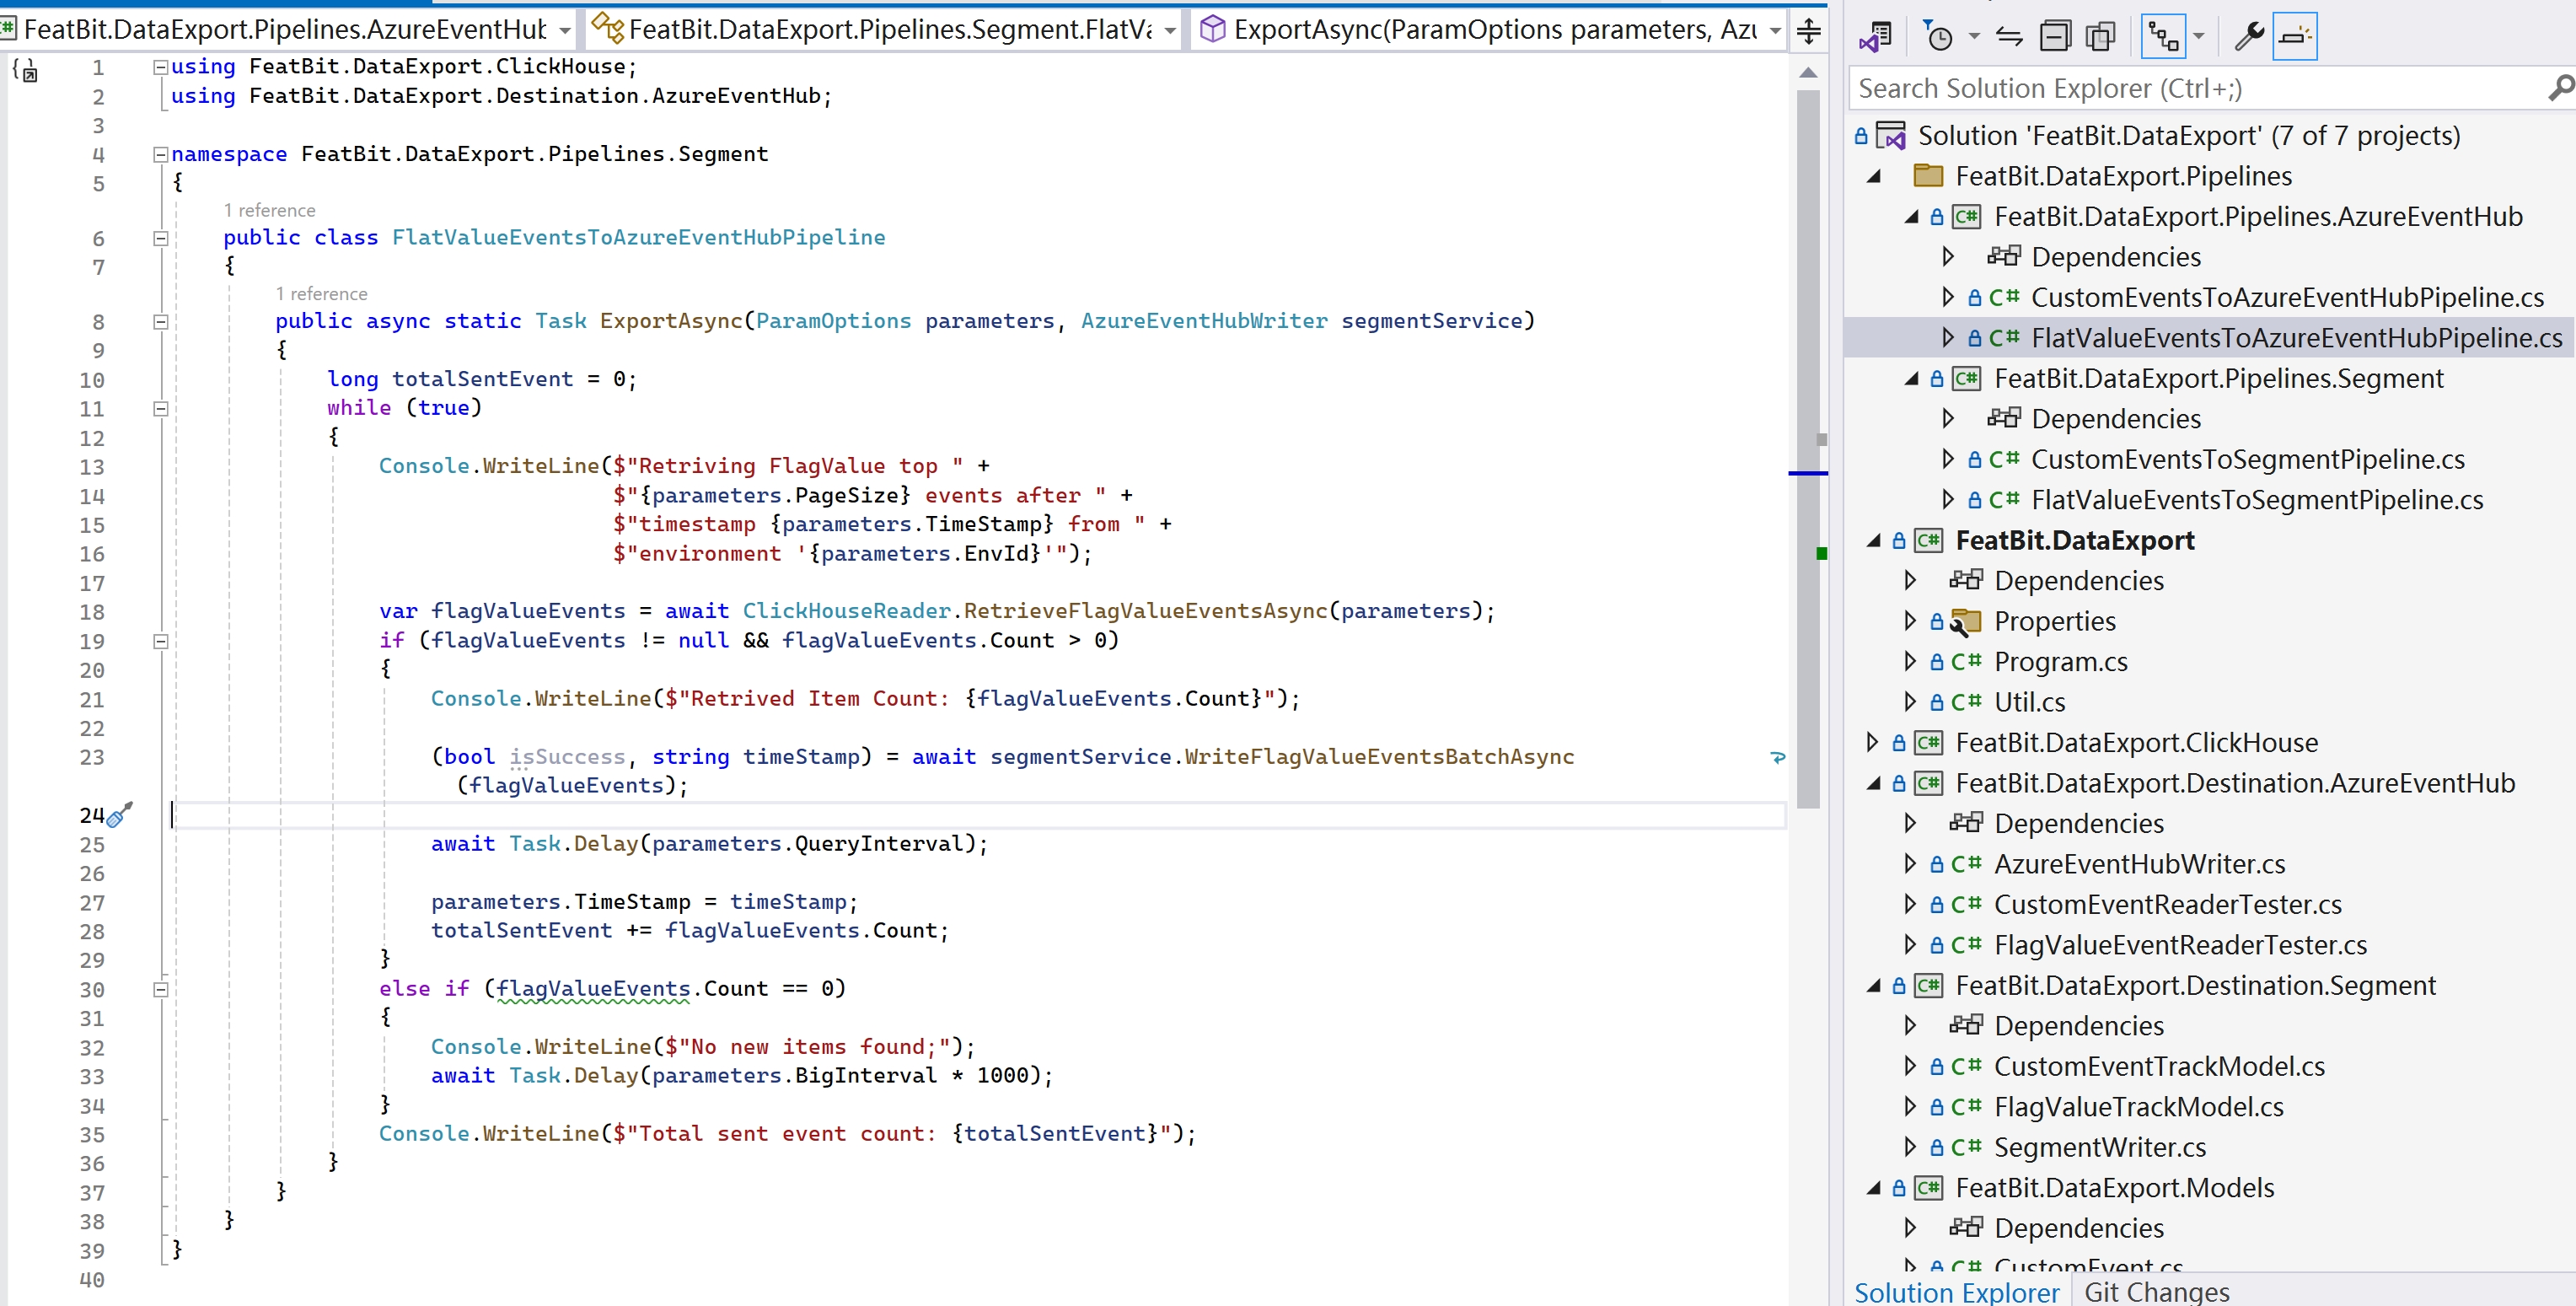 FeatBit.DataExport.Pipelines.AzureEventHub
FeatBit.DataExport.Pipelines.Segment.FlatVa
ExportAsync(ParamOptions parameters, Azu
1 using FeatBit.DataExport.ClickHouse;
2 using FeatBit.DataExport.Destination.AzureEventHub;
3
4 namespace FeatBit.DataExport.Pipelines.Segment
5 {
1 reference
6 public class FlatValueEventsToAzureEventHubPipeline
7 {
1 reference
8 public async static Task ExportAsync(ParamOptions parameters, AzureEventHubWriter segmentService)
9 {
10 long totalSentEvent = 0;
11 while (true)
12 {
13 Console.WriteLine($"Retriving FlagValue top " +
14 $"{parameters.PageSize} events after " +
15 $"timestamp {parameters.TimeStamp} from " +
16 $"environment '{parameters.EnvId}'");
17
18 var flagValueEvents = await ClickHouseReader.RetrieveFlagValueEventsAsync(parameters);
19 if (flagValueEvents != null && flagValueEvents.Count > 0)
20 {
21 Console.WriteLine($"Retrived Item Count: {flagValueEvents.Count}");
22
23 (bool isSuccess, string timeStamp) = await segmentService.WriteFlagValueEventsBatchAsync
(flagValueEvents);
24
25 await Task.Delay(parameters.QueryInterval);
26
27 parameters.TimeStamp = timeStamp;
28 totalSentEvent += flagValueEvents.Count;
29 }
30 else if (flagValueEvents.Count == 0)
31 {
32 Console.WriteLine($"No new items found;");
33 await Task.Delay(parameters.BigInterval * 1000);
34 }
35 Console.WriteLine($"Total sent event count: {totalSentEvent}");
36 }
37 }
38 }
39 }
40
Search Solution Explorer (Ctrl+;)
Solution 'FeatBit.DataExport' (7 of 7 projects)
FeatBit.DataExport.Pipelines
C# FeatBit.DataExport.Pipelines.AzureEventHub
Dependencies
C# CustomEventsToAzureEventHubPipeline.cs
C# FlatValueEventsToAzureEventHubPipeline.cs
C# FeatBit.DataExport.Pipelines.Segment
Dependencies
C# CustomEventsToSegmentPipeline.cs
C# FlatValueEventsToSegmentPipeline.cs
C# FeatBit.DataExport
Dependencies
Properties
C# Program.cs
C# Util.cs
C# FeatBit.DataExport.ClickHouse
C# FeatBit.DataExport.Destination.AzureEventHub
Dependencies
C# AzureEventHubWriter.cs
C# CustomEventReaderTester.cs
C# FlagValueEventReaderTester.cs
C# FeatBit.DataExport.Destination.Segment
Dependencies
C# CustomEventTrackModel.cs
C# FlagValueTrackModel.cs
C# SegmentWriter.cs
C# FeatBit.DataExport.Models
Dependencies
C# CustomEvent.cs
Solution Explorer
Git Changes